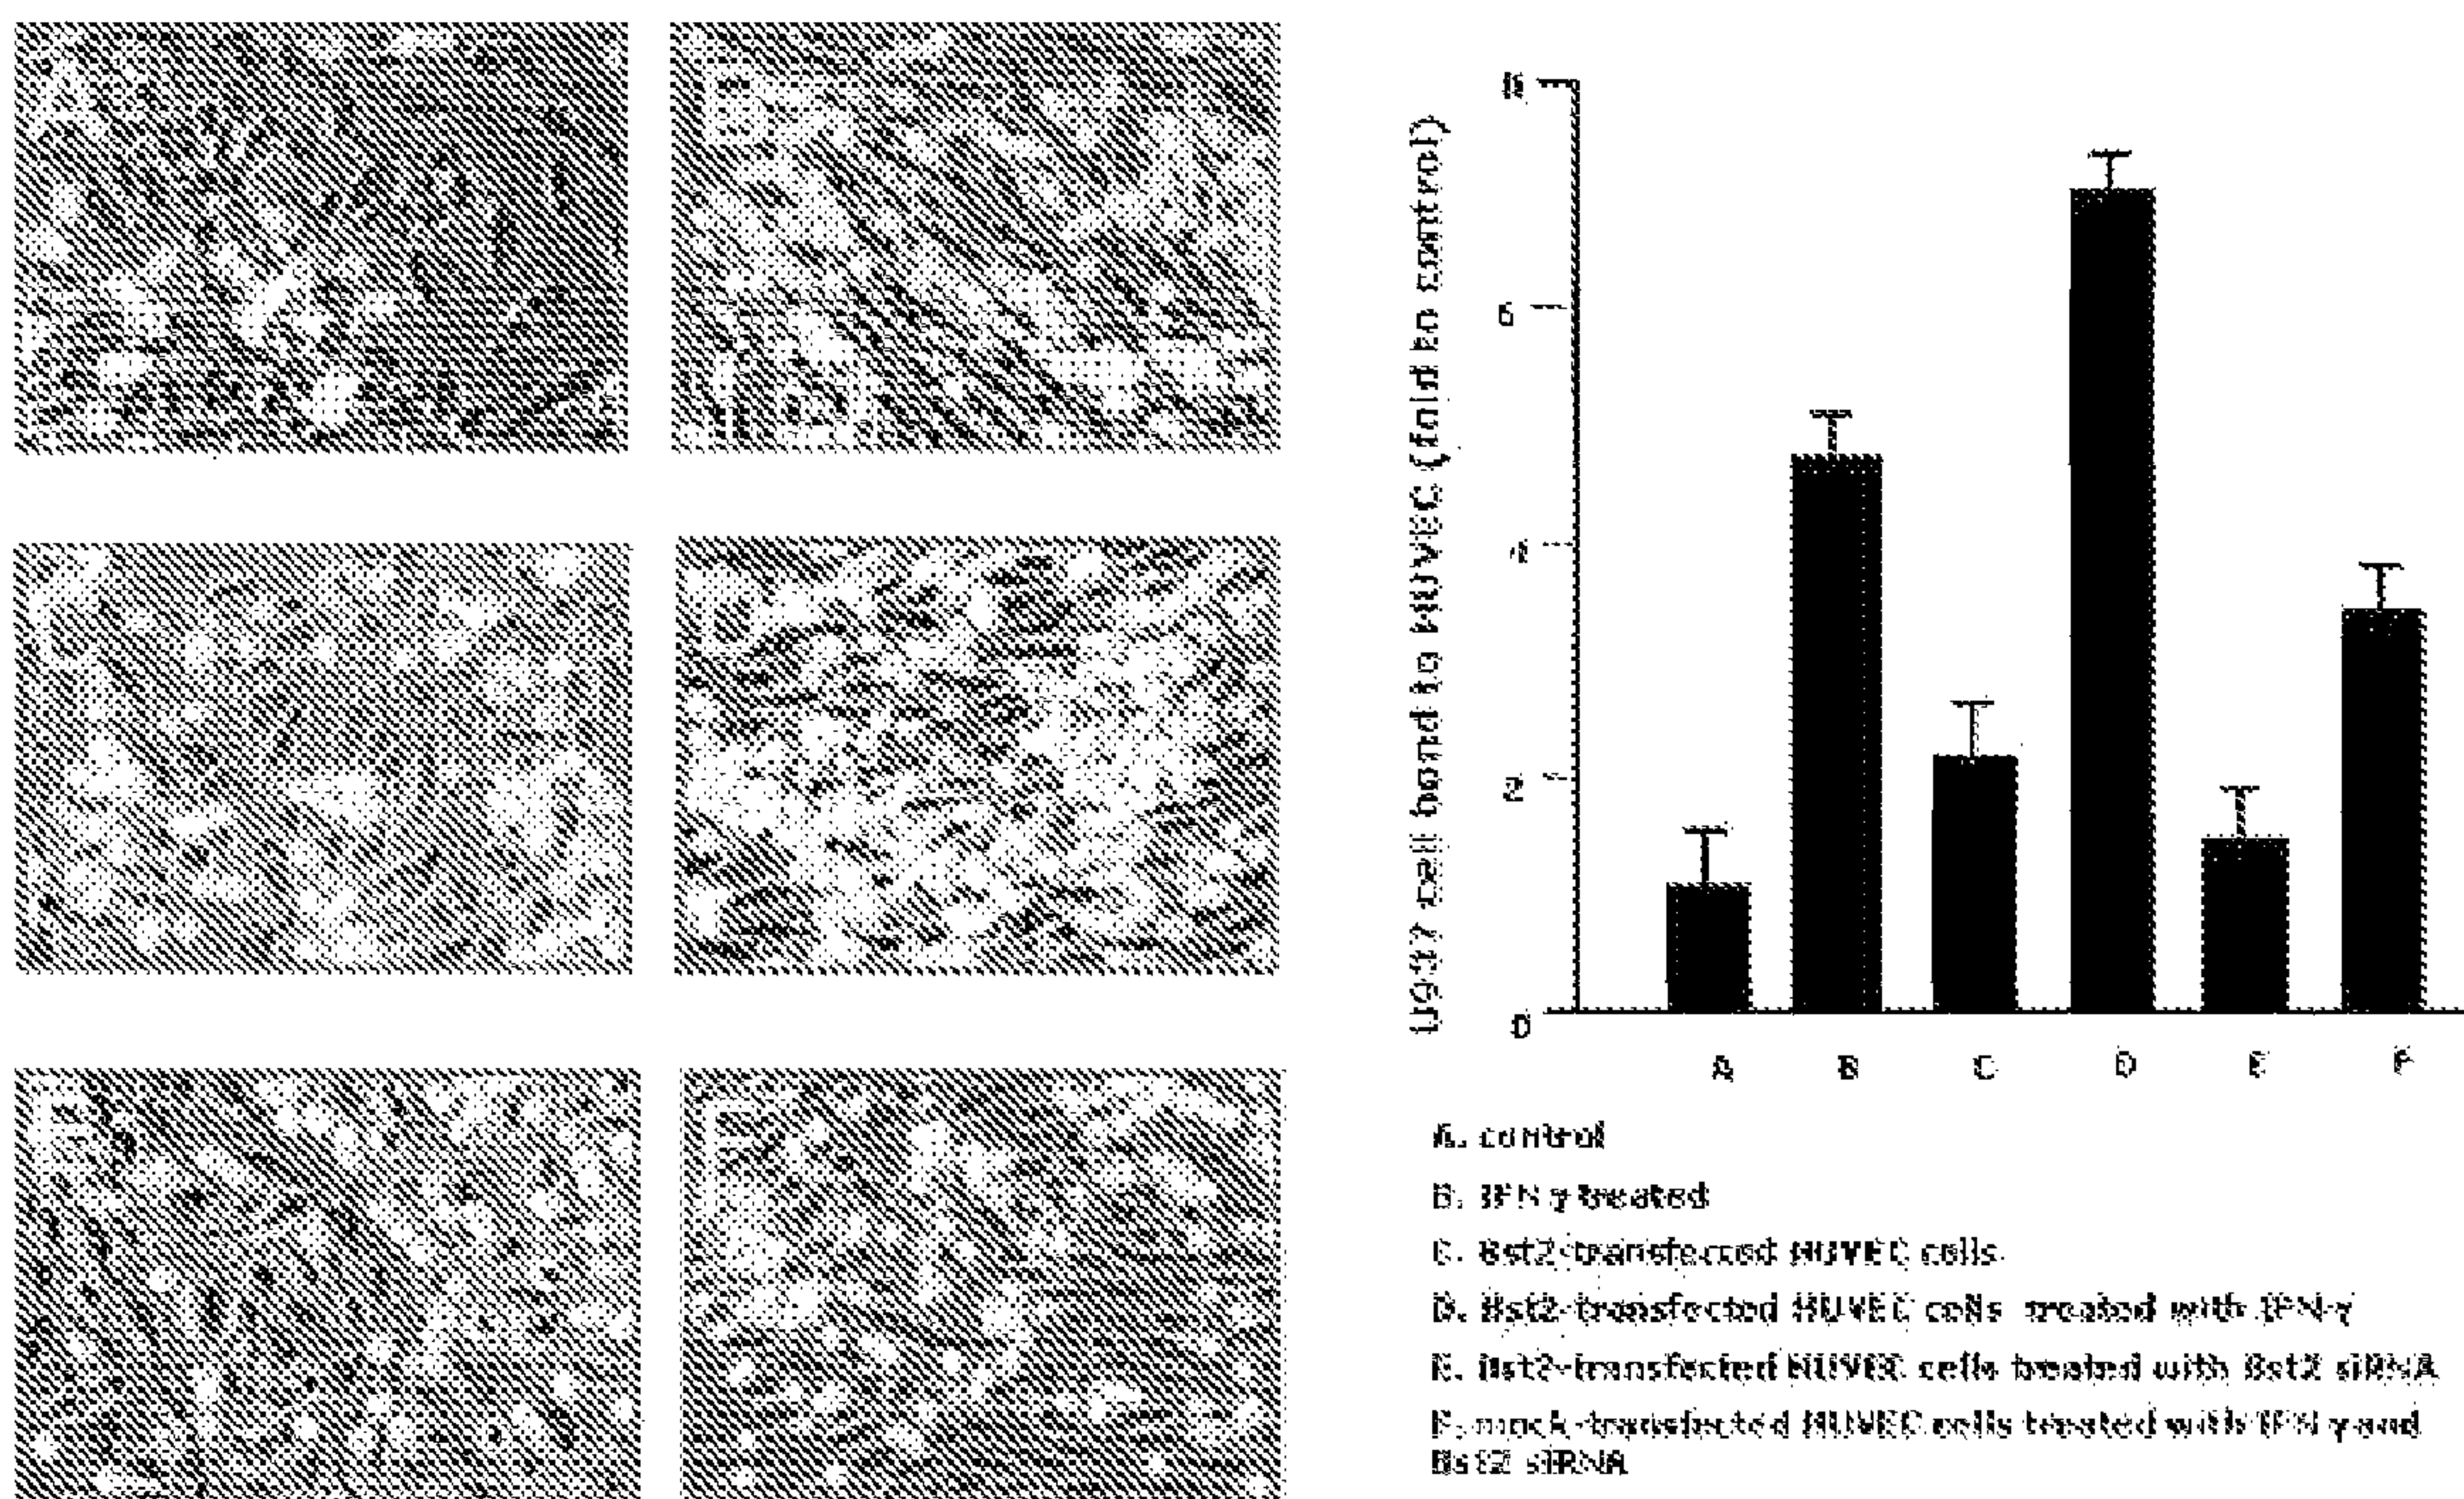 A
B
E
F
U937 cell bond to HUVEC (fold to control)
8
6
4
2
0
A B C D E F
A. control
B. IFN γ treated
C. Bst2-transfected HUVEC cells
D. Bst2-transfected HUVEC cells treated with IFN-γ
E. Bst2-transfected HUVEC cells treated with Bst2 siRNA
F. mock-transfected HUVEC cells treated with IFN γ and
Bst2 siRNA